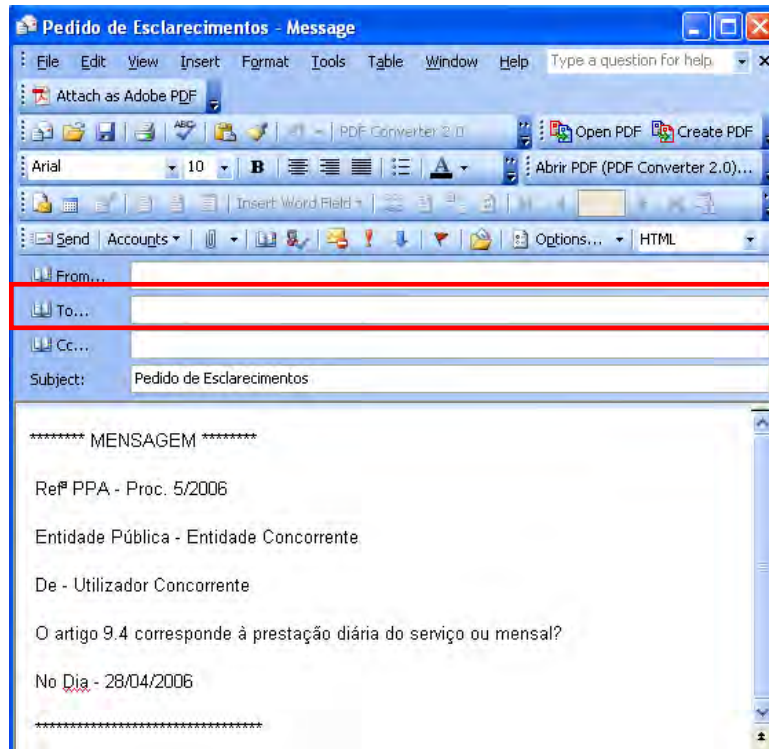 Pedido de Esclarecimentos - Message
File Edit View Insert Format Tools Table Window Help Type a question for help
Attach as Adobe PDF
PDF Converter 2.0 Open PDF Create PDF
Arial 10 B A Abrir PDF (PDF Converter 2.0)...
Insert Word Field
Send Accounts Options... HTML
From...
To...
Cc...
Subject: Pedido de Esclarecimentos
******** MENSAGEM ********
Refª PPA - Proc. 5/2006
Entidade Pública - Entidade Concorrente
De - Utilizador Concorrente
O artigo 9.4 corresponde à prestação diária do serviço ou mensal?
No Dia - 28/04/2006
**********************************